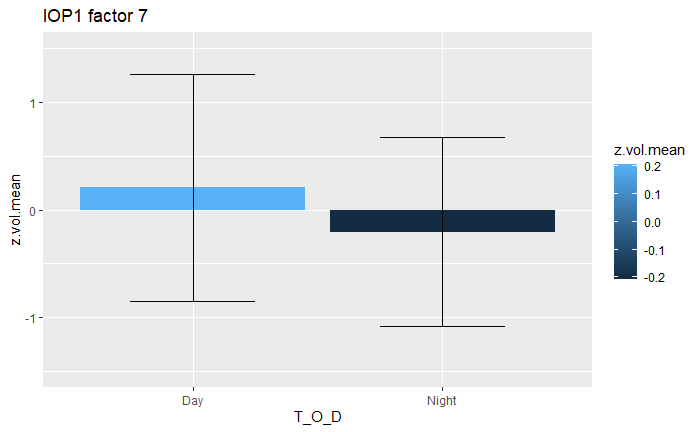 IOP1 factor 7
z.vol.mean
1
0
-1
Day
Night
T_O_D
z.vol.mean
0.2
0.1
0.0
-0.1
-0.2